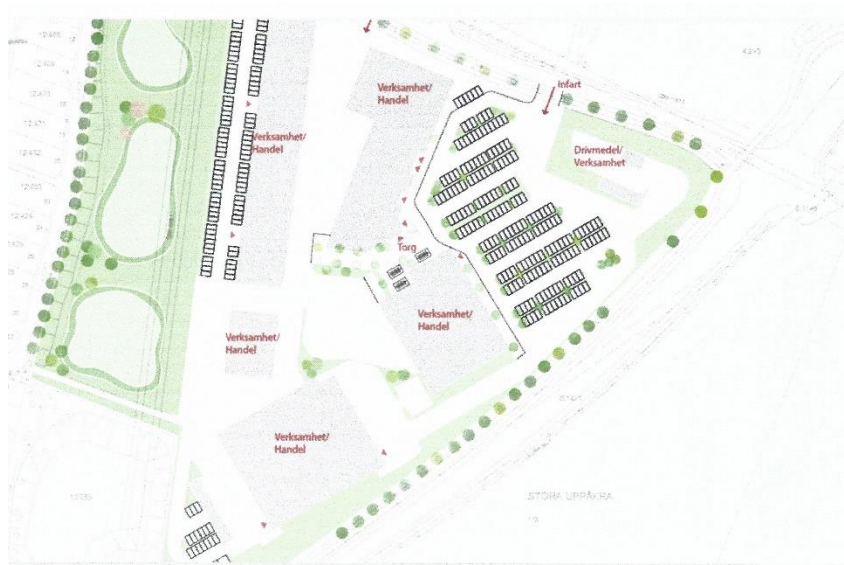 Infart
Verksamhet/
Handel
Verksamhet/
Handel
Drivmedel/
Verksamhet
Torg
Verksamhet/
Handel
Verksamhet/
Handel
Verksamhet/
Handel
STORA UPPÅKRA